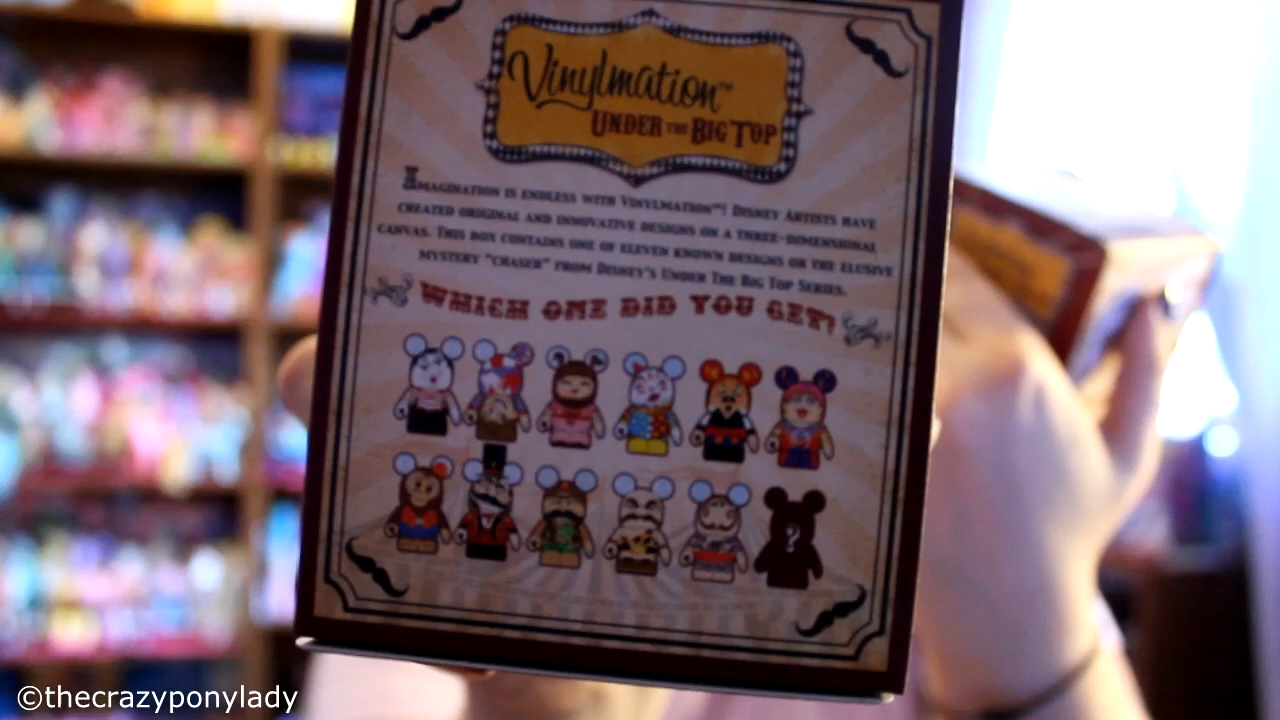 Vinylmation™
UNDER THE BIG TOP
IMAGINATION IS ENDLESS WITH VINYLMATION™! DISNEY ARTISTS HAVE
CREATED ORIGINAL AND INNOVATIVE DESIGNS ON A THREE-DIMENSIONAL
CANVAS. THIS BOX CONTAINS ONE OF ELEVEN KNOWN DESIGNS OR THE ELUSIVE
MYSTERY "CHASER" FROM DISNEY'S UNDER THE BIG TOP SERIES.
WHICH ONE DID YOU GET?
?
©thecrazyponylady